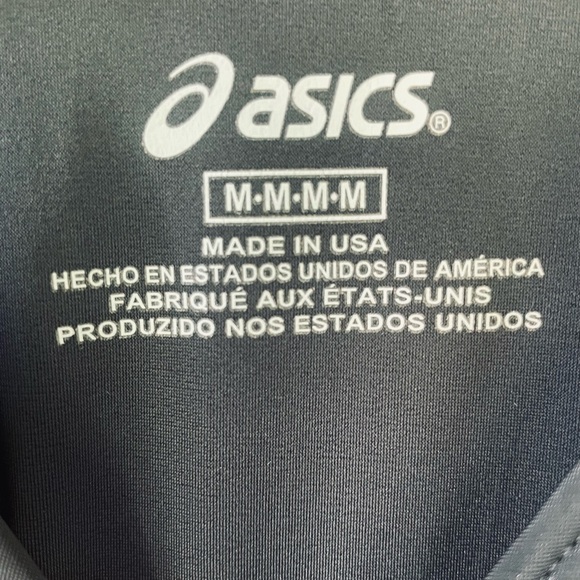 asics®
M•M•M•M
MADE IN USA
HECHO EN ESTADOS UNIDOS DE AMÉRICA
FABRIQUÉ AUX ÉTATS-UNIS
PRODUZIDO NOS ESTADOS UNIDOS